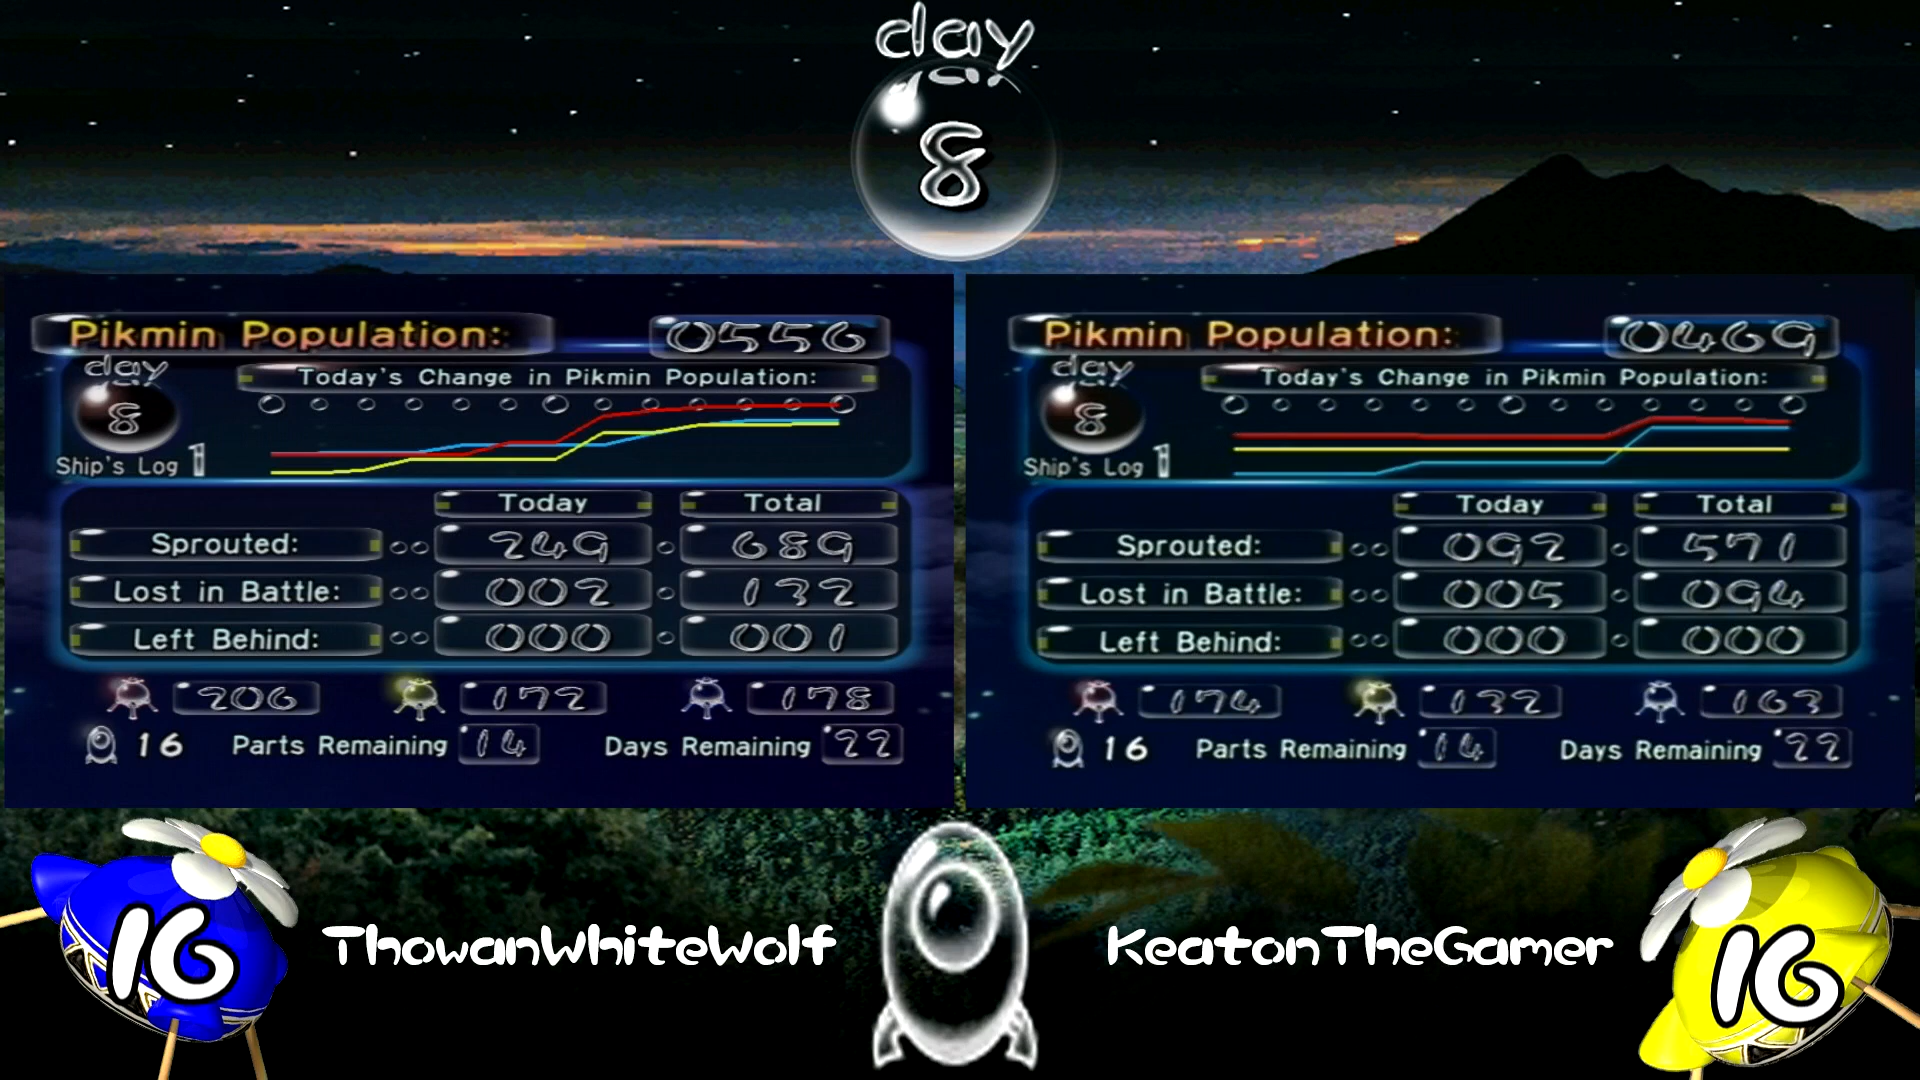 day
8
Pikmin Population: 0556
day
8
Today's Change in Pikmin Population:
Ship's Log
Today Total
Sprouted: 249 689
Lost in Battle: 002 132
Left Behind: 000 001
206 172 178
16 Parts Remaining 14 Days Remaining 22
Pikmin Population: 0469
day
8
Today's Change in Pikmin Population:
Ship's Log
Today Total
Sprouted: 092 571
Lost in Battle: 005 094
Left Behind: 000 000
174 132 163
16 Parts Remaining 14 Days Remaining 22
16 ThowanWhiteWolf
KeatonTheGamer 16